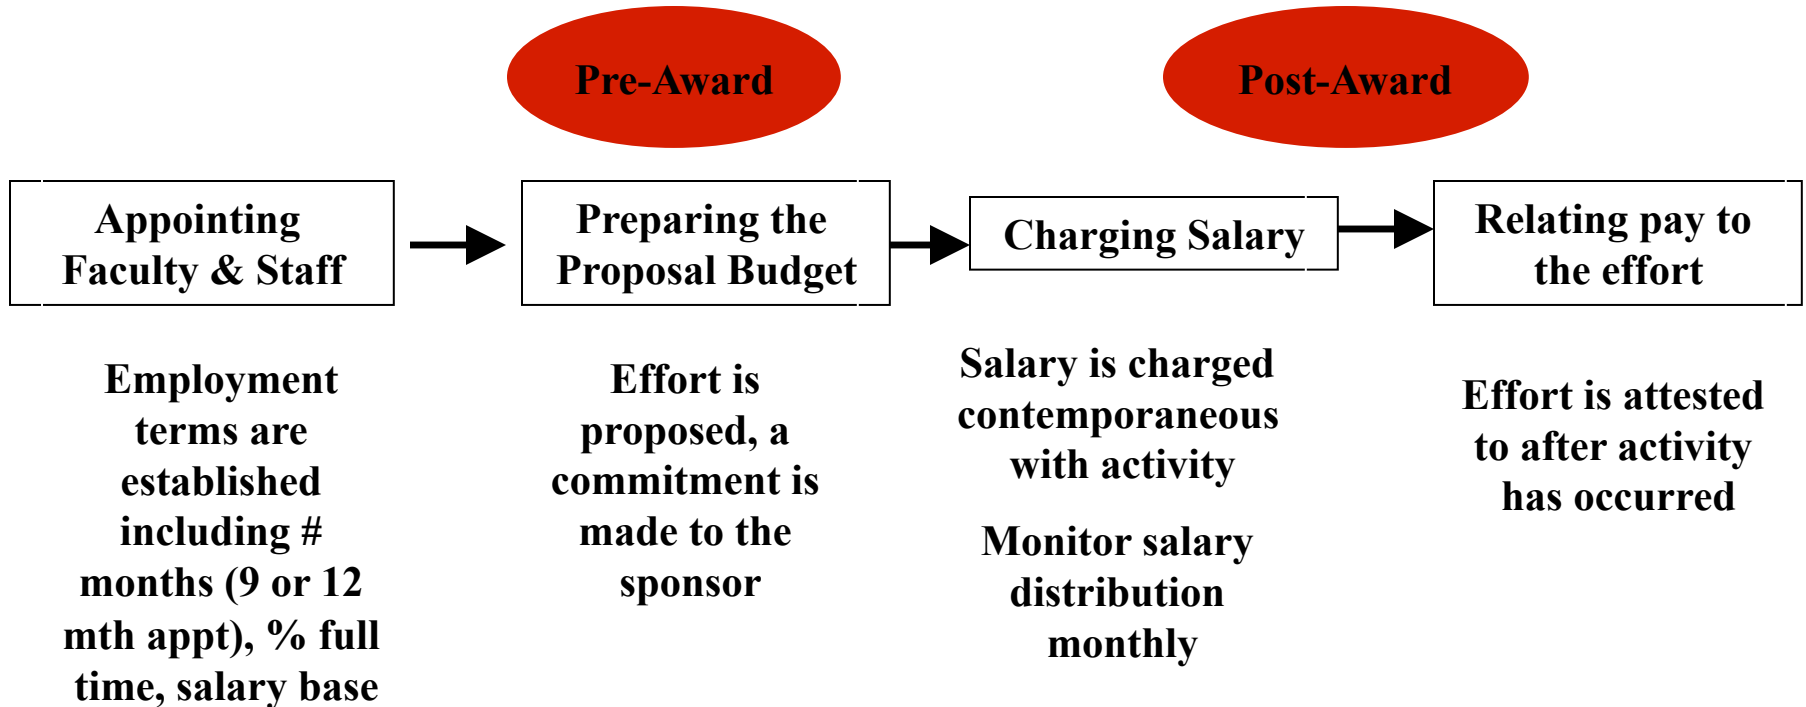 Pre-Award
Post-Award
Appointing
Faculty & Staff
Preparing the
Proposal Budget
Charging Salary
Relating pay to
the effort
Employment
terms are
established
including #
months (9 or 12
mth appt), % full
time, salary base
Effort is
proposed, a
commitment is
made to the
sponsor
Salary is charged
contemporaneous
with activity
Monitor salary
distribution
monthly
Effort is attested
to after activity
has occurred